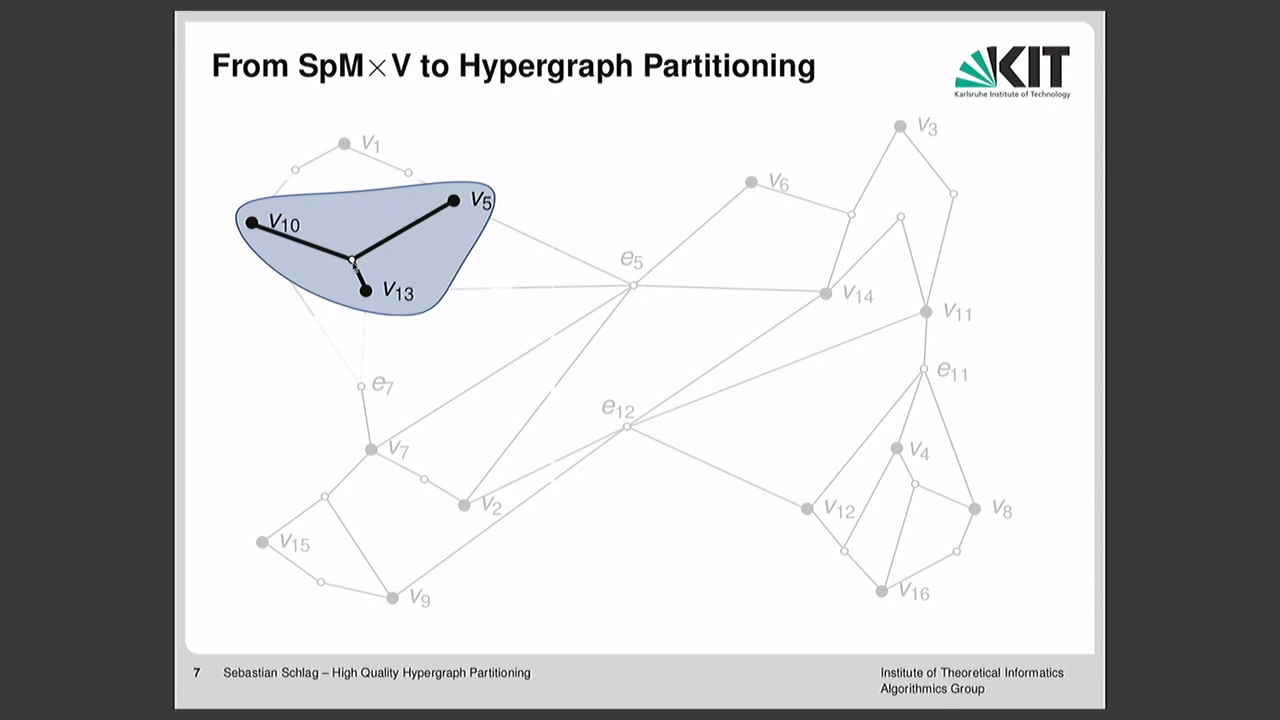 From SpM×V to Hypergraph Partitioning
KIT
Karlsruhe Institute of Technology
v3
v1
v6
v5
v10
e5
v13
v14
v11
e11
e7
e12
v7
v4
v2
v12
v8
v15
v16
v9
7 Sebastian Schlag – High Quality Hypergraph Partitioning
Institute of Theoretical Informatics
Algorithmics Group